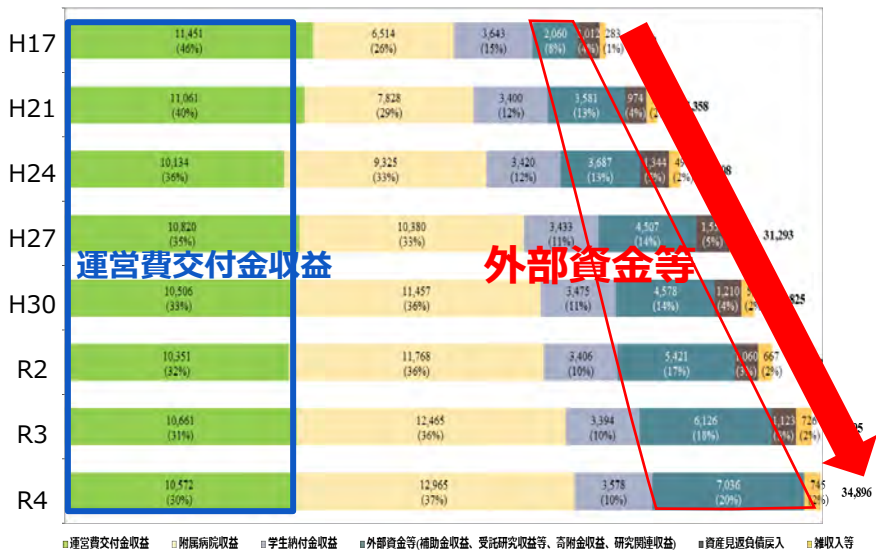 H17
11,451 6,514 3,643 2,060 283
(46%) (26%) (15%) (8%) (1%)
H21
11,061 7,828 3,400 3,581 974
(40%) (29%) (12%) (13%) (4%)
H24
10,134 9,325 3,420 3,687 1,344
(36%) (33%) (12%) (13%) (2%)
H27
10,820 10,380 3,433 4,507 31,293
(35%) (33%) (11%) (14%) (5%)
運営費交付金収益 外部資金等
H30
10,506 11,457 3,475 4,578 1,210
(33%) (36%) (11%) (14%) (4%)
R2
10,351 11,768 3,406 5,421 667
(32%) (36%) (10%) (17%) (2%)
R3
10,661 12,465 3,394 6,126 1,123 726
(31%) (36%) (10%) (18%) (2%)
R4
10,572 12,965 3,578 7,036 745 34,896
(30%) (37%) (10%) (20%) (2%)
運営費交付金収益 附属病院収益 学生納付金収益 外部資金等(補助金収益、受託研究収益等、寄附金収益、研究関連収益) 資産見返負債戻入 雑収入等